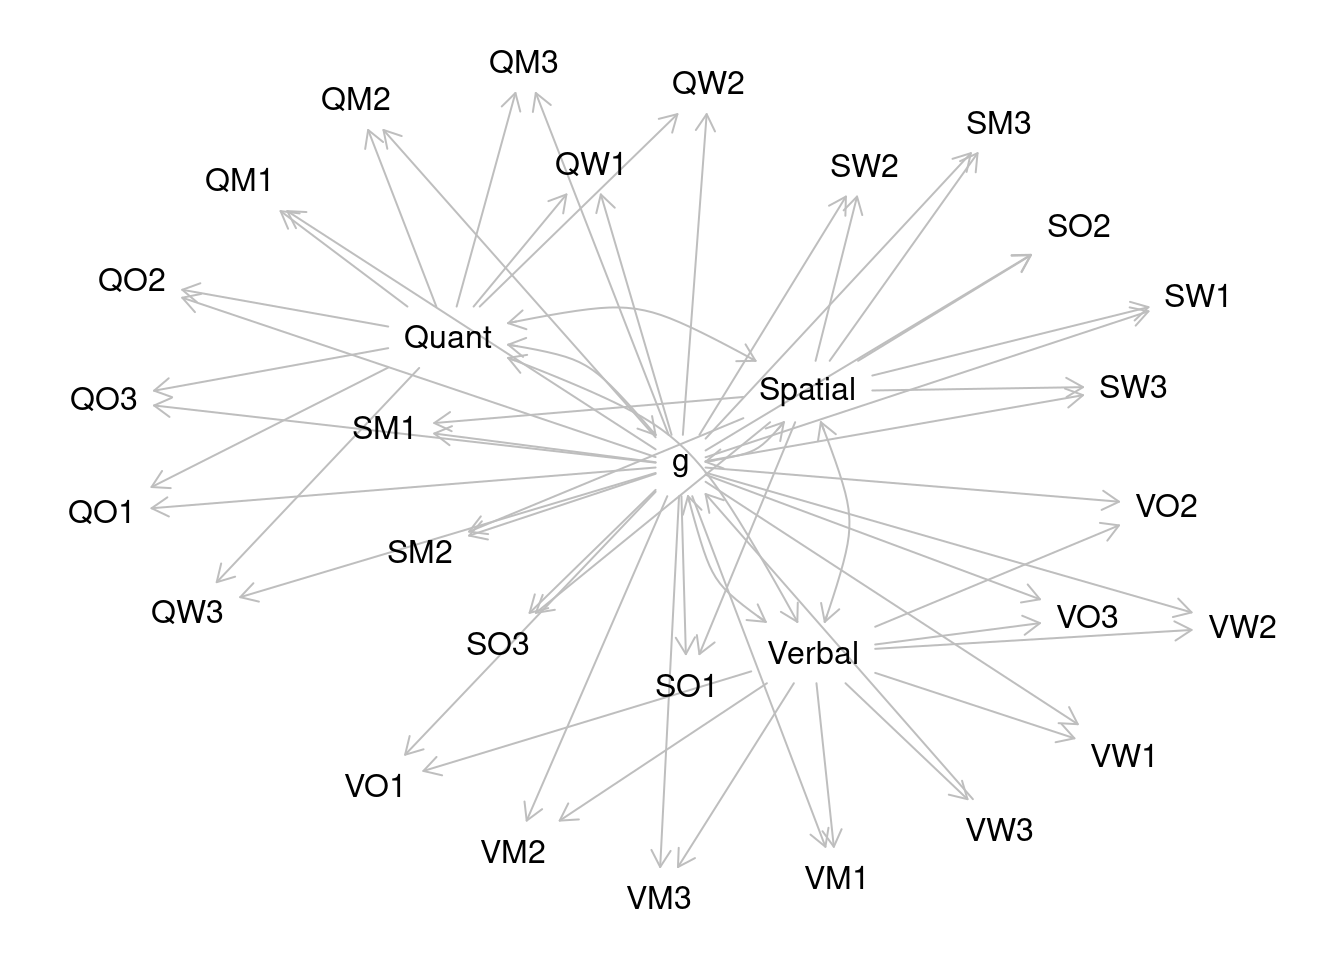 QM3
QW2
QM2
SM3
QW1
SW2
QM1
SO2
QO2
SW1
Quant
Spatial
SW3
QO3
SM1
g
VO2
QO1
SM2
QW3
VO3
VW2
SO3
Verbal
SO1
VW1
VO1
VW3
VM2
VM1
VM3